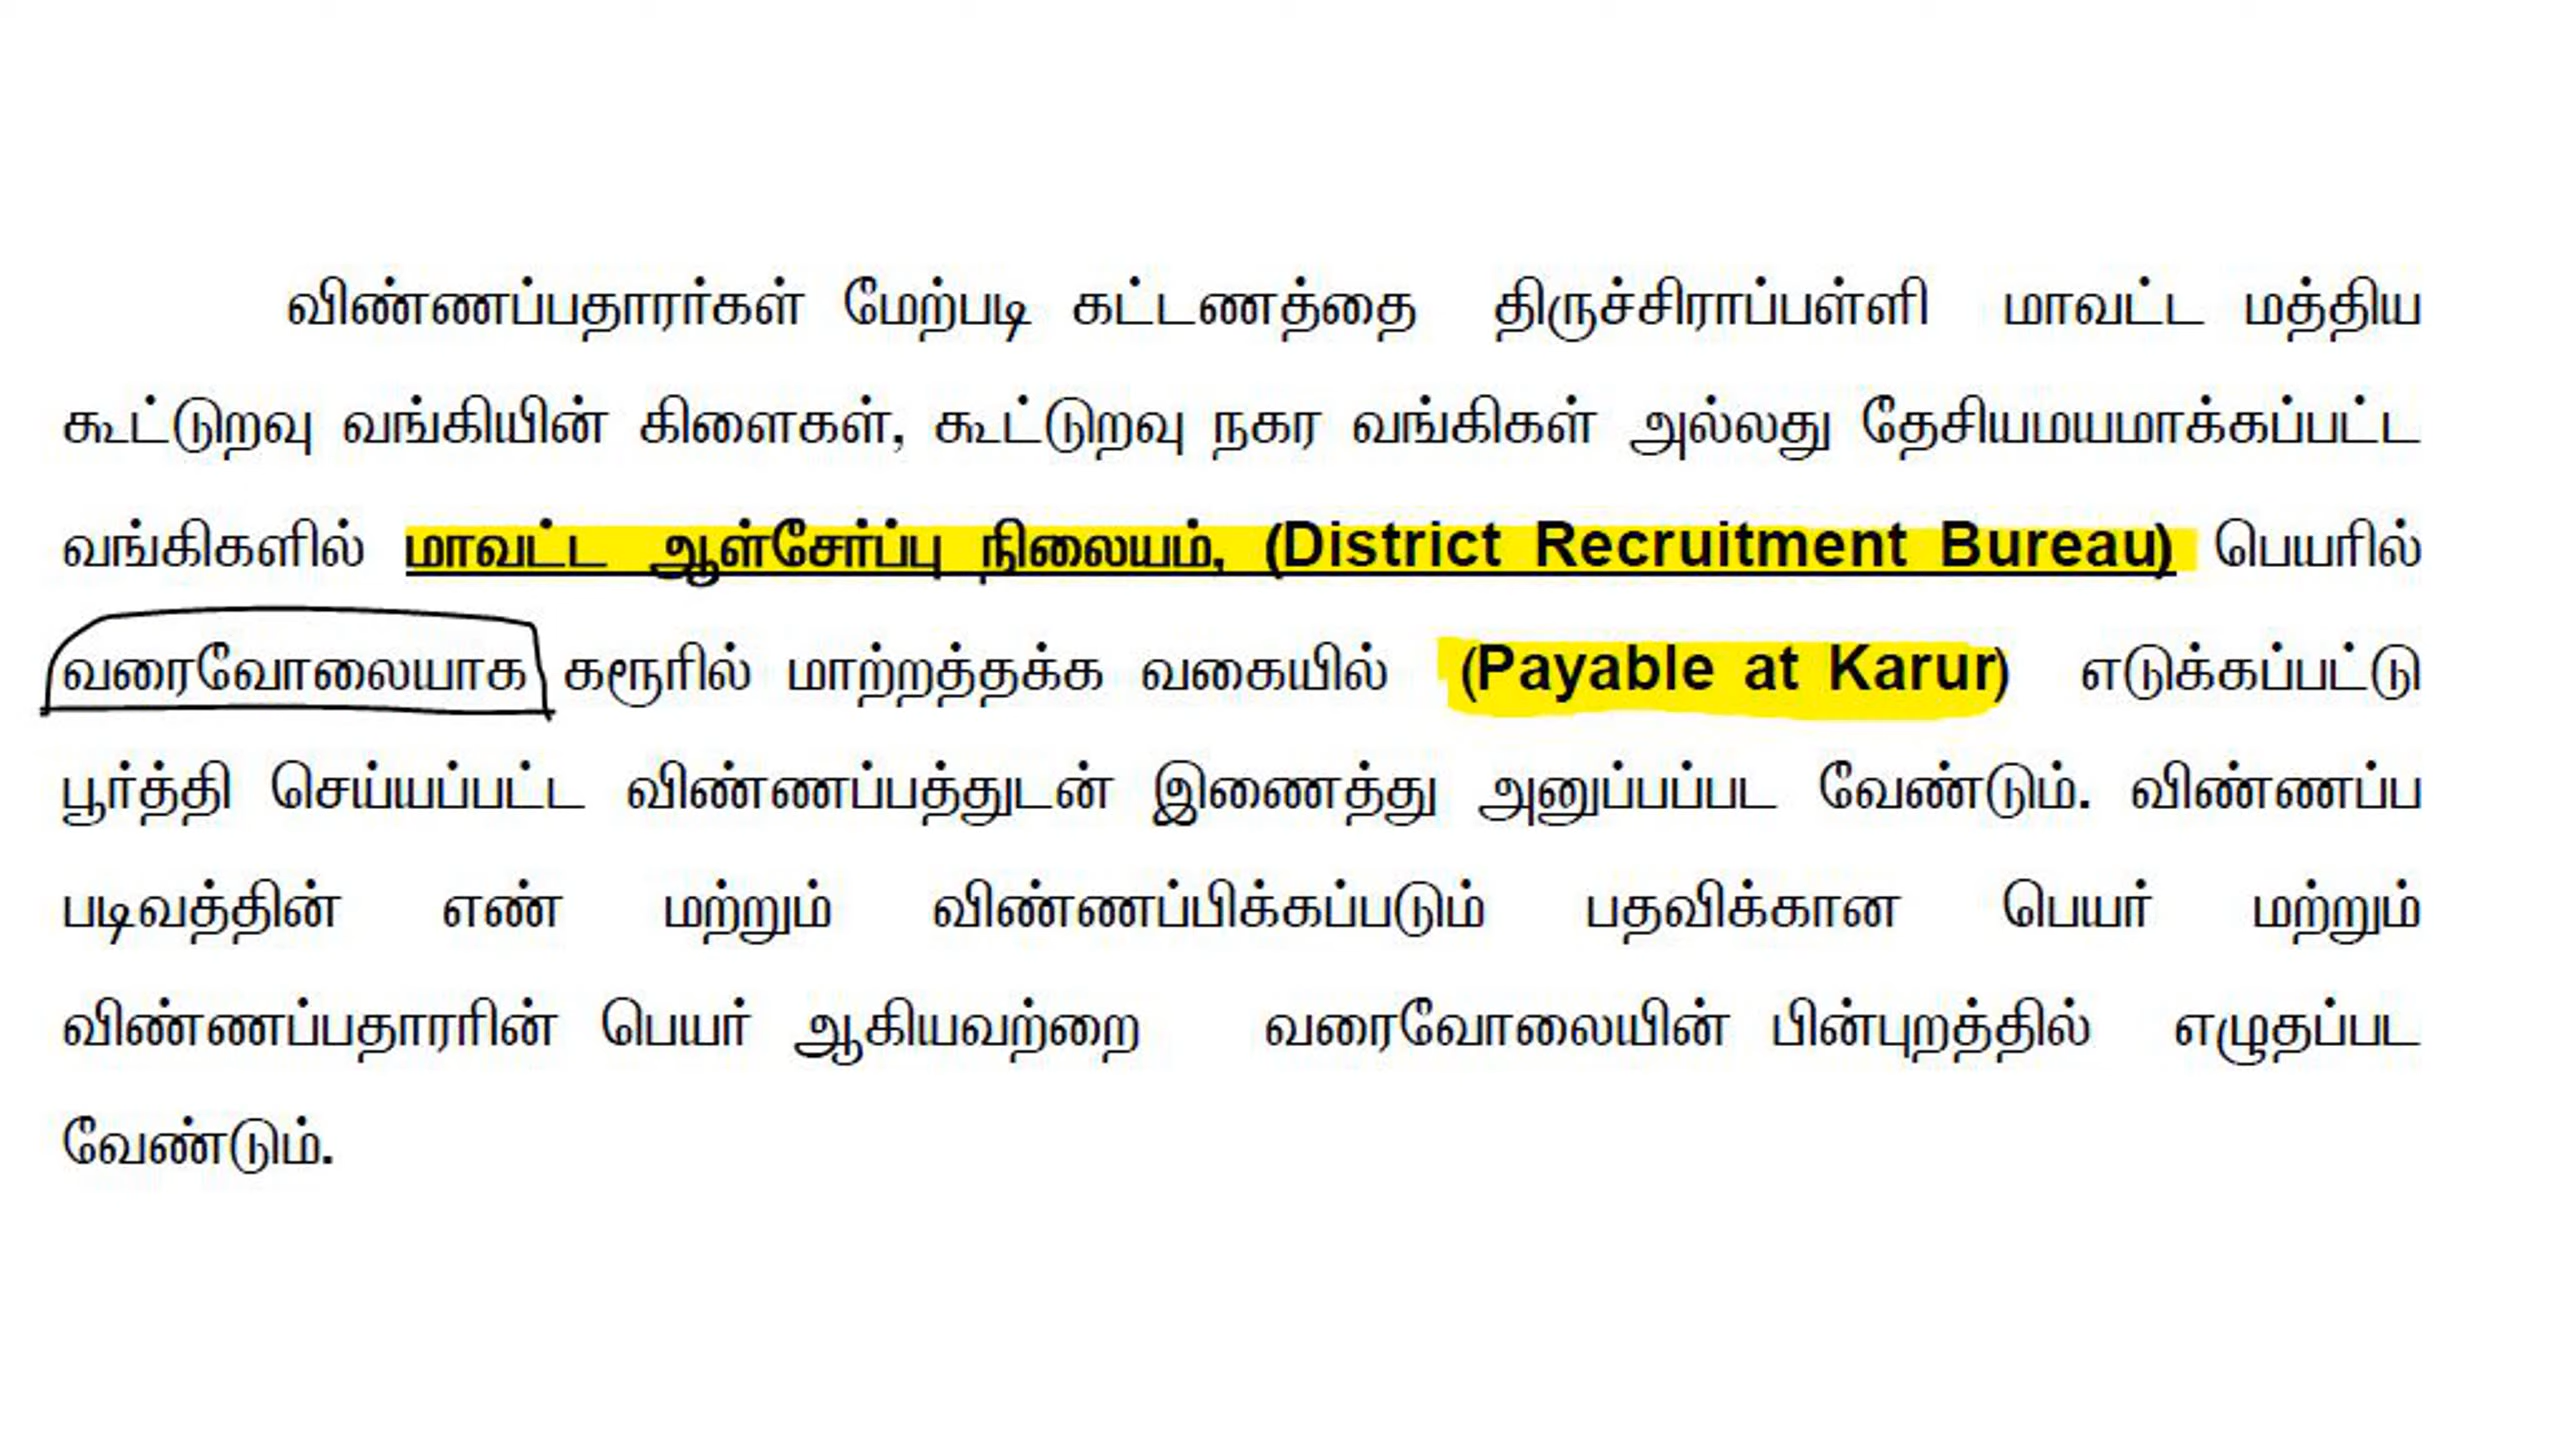 விண்ணப்பதாரர்கள் மேற்படி கட்டணத்தை திருச்சிராப்பள்ளி மாவட்ட மத்திய
கூட்டுறவு வங்கியின் கிளைகள், கூட்டுறவு நகர வங்கிகள் அல்லது தேசியமயமாக்கப்பட்ட
வங்கிகளில் மாவட்ட ஆள்சேர்ப்பு நிலையம், (District Recruitment Bureau) பெயரில்
வரைவோலையாக கரூரில் மாற்றத்தக்க வகையில் (Payable at Karur) எடுக்கப்பட்டு
பூர்த்தி செய்யப்பட்ட விண்ணப்பத்துடன் இணைத்து அனுப்பப்பட வேண்டும். விண்ணப்ப
படிவத்தின் எண் மற்றும் விண்ணப்பிக்கப்படும் பதவிக்கான பெயர் மற்றும்
விண்ணப்பதாரரின் பெயர் ஆகியவற்றை வரைவோலையின் பின்புறத்தில் எழுதப்பட
வேண்டும்.